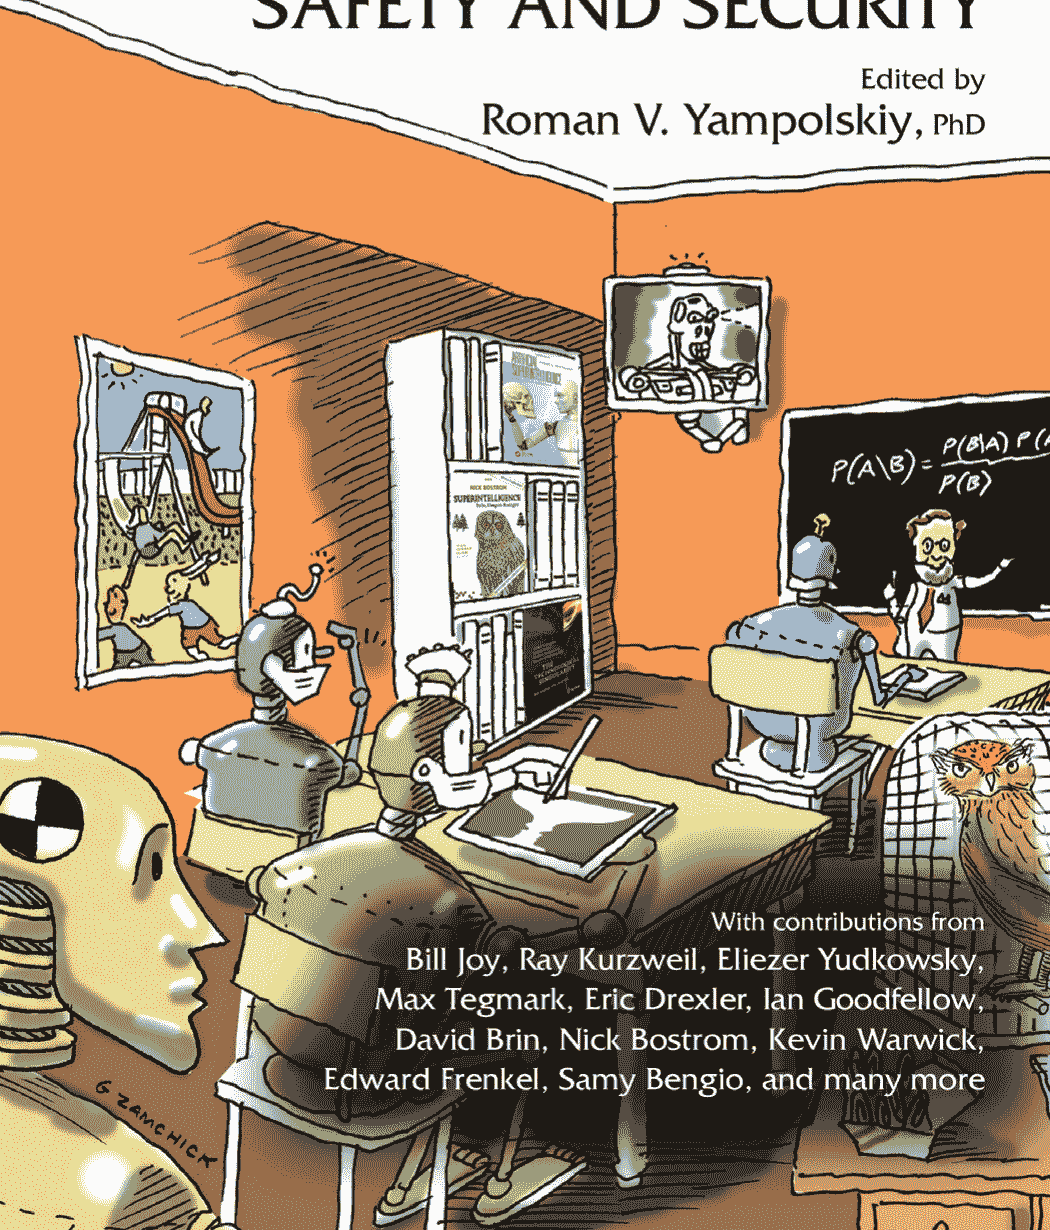 SAFETY AND SECURITY
Edited by
Roman V. Yampolskiy, PhD
NICK BOSTROM
SUPERINTELLIGENCE
P(A\B) = P(B\A) P(A
P(B)
With contributions from
Bill Joy, Ray Kurzweil, Eliezer Yudkowsky,
Max Tegmark, Eric Drexler, Ian Goodfellow,
David Brin, Nick Bostrom, Kevin Warwick,
Edward Frenkel, Samy Bengio, and many more
G ZAMCHICK